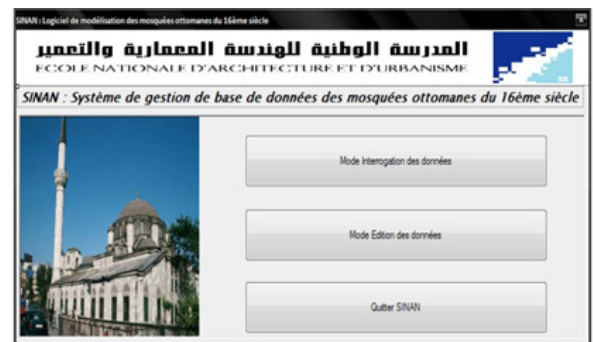 SINAN : Logiciel de modélisation des mosquées ottomanes du 16ème siècle
المدرسة الوطنية للهندسة المعمارية والتعمير
ECOLE NATIONALE D'ARCHITECTURE ET D'URBANISME
SINAN : Système de gestion de base de données des mosquées ottomanes du 16ème siècle
Mode Interrogation des données
Mode Edition des données
Quitter SINAN